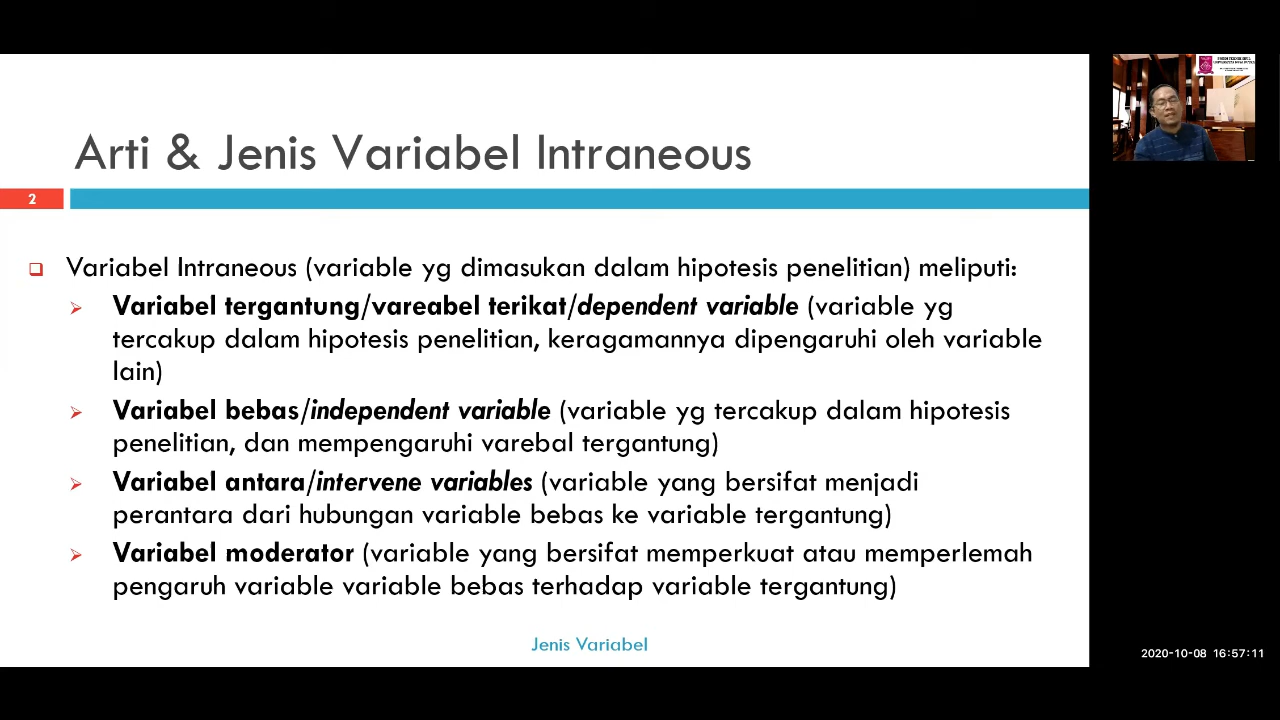 Arti & Jenis Variabel Intraneous
2
Variabel Intraneous (variable yg dimasukan dalam hipotesis penelitian) meliputi:
Variabel tergantung/vareabel terikat/dependent variable (variable yg
tercakup dalam hipotesis penelitian, keragamannya dipengaruhi oleh variable
lain)
Variabel bebas/independent variable (variable yg tercakup dalam hipotesis
penelitian, dan mempengaruhi varebal tergantung)
Variabel antara/intervene variables (variable yang bersifat menjadi
perantara dari hubungan variable bebas ke variable tergantung)
Variabel moderator (variable yang bersifat memperkuat atau memperlemah
pengaruh variable variable bebas terhadap variable tergantung)
Jenis Variabel
2020-10-08 16:57:11